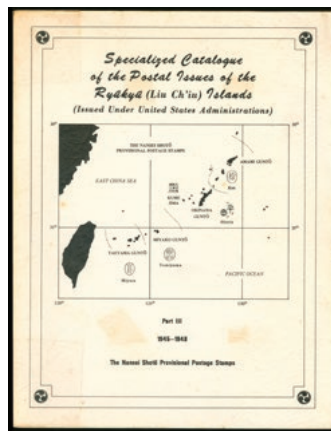 Specialized Catalogue
of the Postal Issues of the
Ryūkyū (Liu Ch'iu) Islands
(Issued Under United States Administrations)
THE NANSEI SHOTŌ
PROVISIONAL POSTAGE STAMPS
EAST CHINA SEA
AMAMI GUNTŌ
KUME
OKINAWA
GUNTŌ
MIYAKO GUNTŌ
YAEYAMA GUNTŌ
PACIFIC OCEAN
Part III
1945–1948
The Nansei Shotō Provisional Postage Stamps